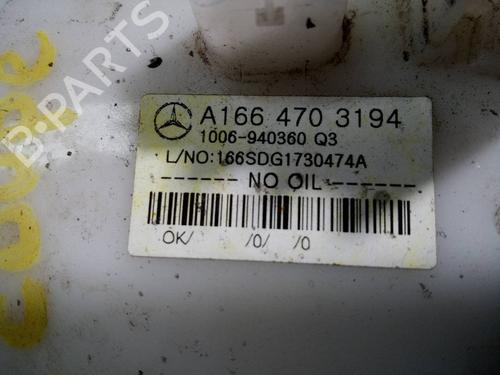 B-PARTS
A166 470 3194
1006-940360 Q3
L/NO:166SDG1730474A
------- NO OIL -------
OK/ /0/ /0